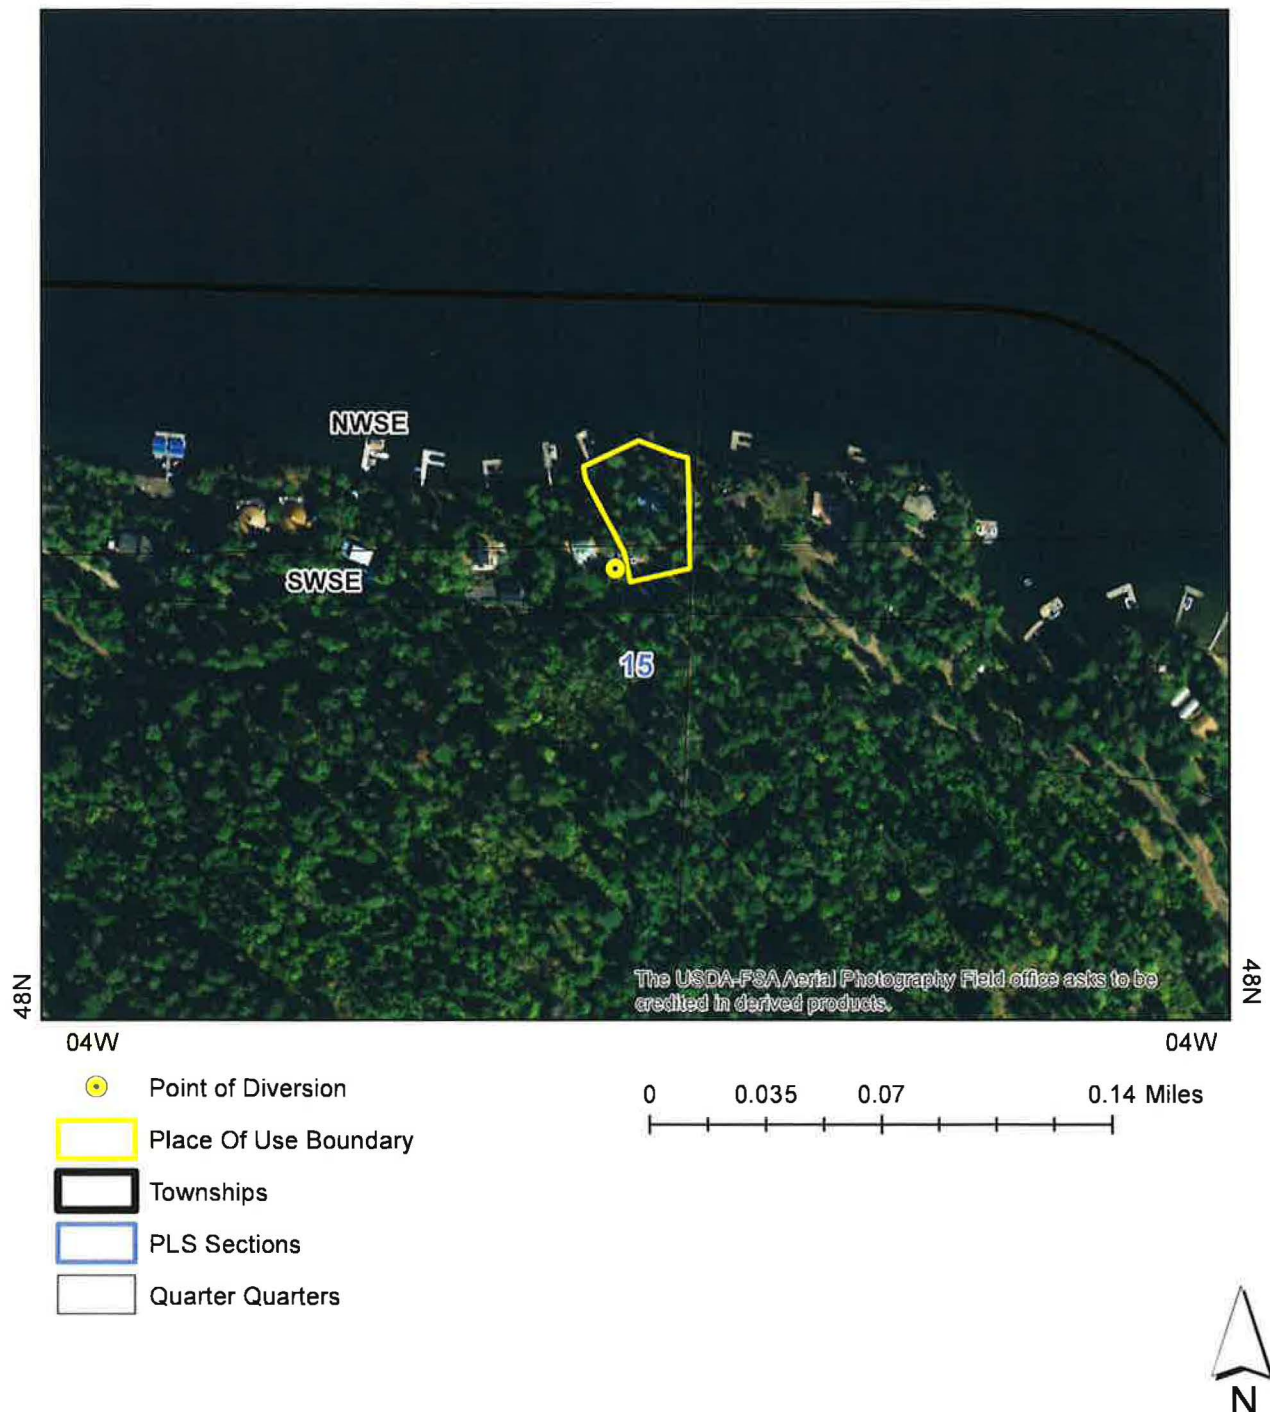 NWSE
SWSE
15
The USDA-FSA Aerial Photography Field office asks to be
credited in derived products.
48N
48N
04W
04W
Point of Diversion
Place Of Use Boundary
Townships
PLS Sections
Quarter Quarters
0 0.035 0.07 0.14 Miles
N